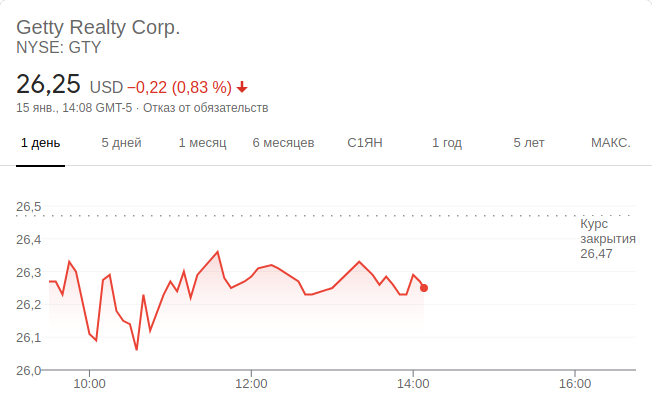 Getty Realty Corp.
NYSE: GTY
26,25 USD −0,22 (0,83 %)
15 янв., 14:08 GMT-5 · Отказ от обязательств
1 день 5 дней 1 месяц 6 месяцев С1ЯН 1 год 5 лет МАКС.
26,5
Курс
закрытия
26,47
26,4
26,3
26,2
26,1
26,0
10:00 12:00 14:00 16:00